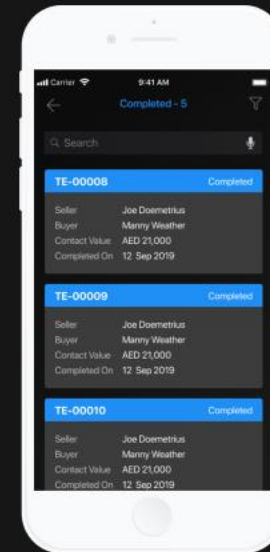 Carrier 9:41 AM
Completed - 5
Search
TE-00008 Completed
Seller Joe Doemetrius
Buyer Manny Weather
Contact Value AED 21,000
Completed On 12 Sep 2019
TE-00009 Completed
Seller Joe Doemetrius
Buyer Manny Weather
Contact Value AED 21,000
Completed On 12 Sep 2019
TE-00010 Completed
Seller Joe Doemetrius
Buyer Manny Weather
Contact Value AED 21,000
Completed On 12 Sep 2019